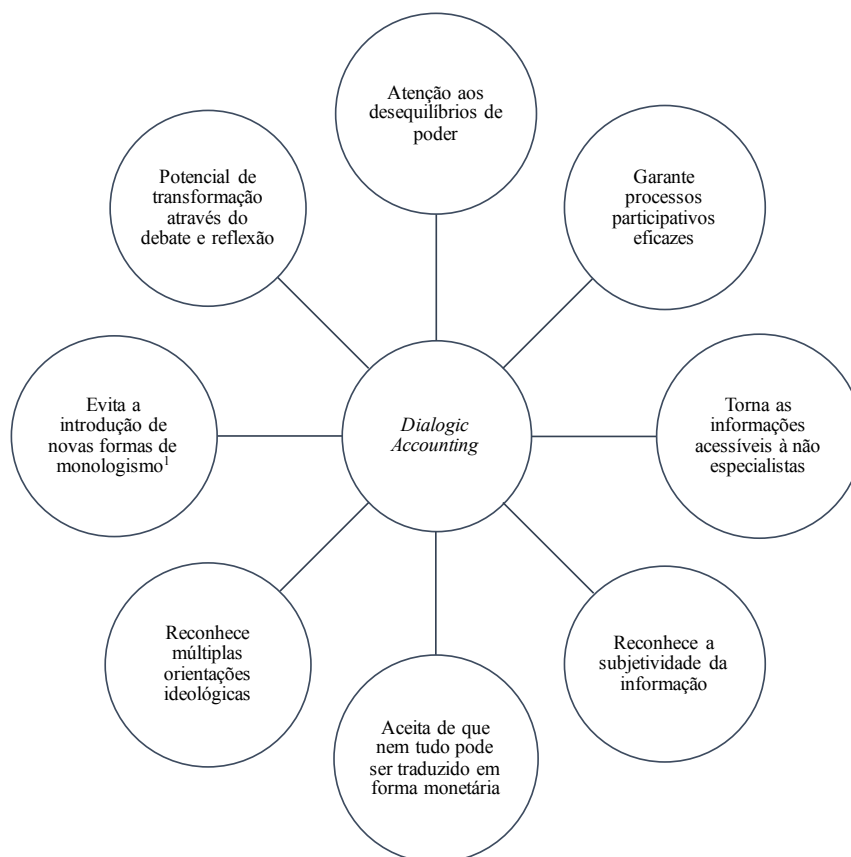 Atenção aos
desequilíbrios de
poder
Potencial de
transformação
através do
debate e reflexão
Garante
processos
participativos
eficazes
Evita a
introdução de
novas formas de
monologismo¹
Dialogic
Accounting
Torna as
informações
acessíveis à não
especialistas
Reconhece
múltiplas
orientações
ideológicas
Reconhece a
subjetividade da
informação
Aceita de que
nem tudo pode
ser traduzido em
forma monetária